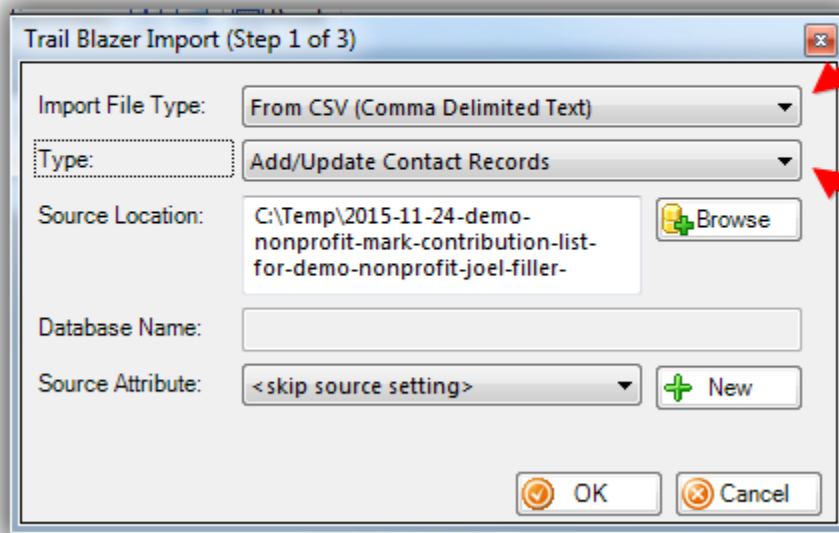 Trail Blazer Import (Step 1 of 3)
Import File Type:
From CSV (Comma Delimited Text)
Type:
Add/Update Contact Records
Source Location:
C:\Temp\2015-11-24-demo-
nonprofit-mark-contribution-list-
for-demo-nonprofit-joel-filler-
Browse
Database Name:
Source Attribute:
<skip source setting>
New
OK
Cancel